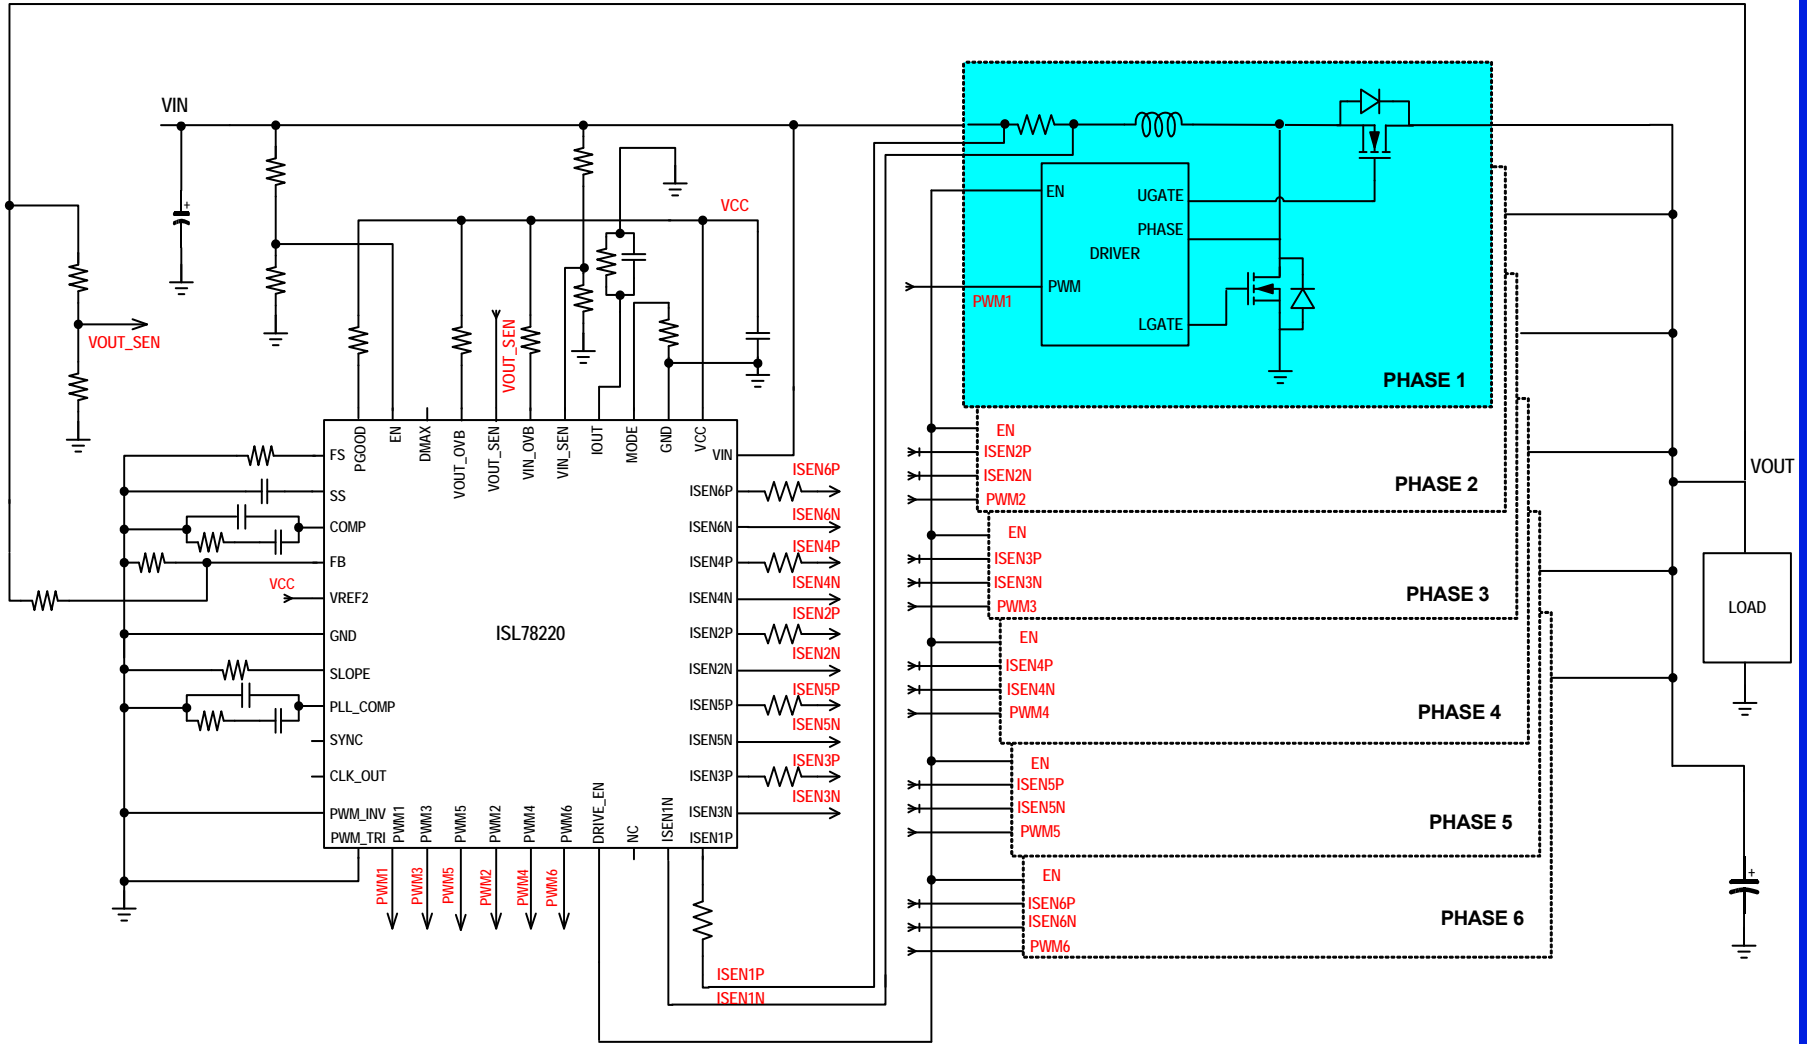 VIN
VCC
VOUT_SEN
VOUT_SEN
PGOOD
EN
DMAX
VOUT_OVB
VOUT_SEN
VIN_OVB
VIN_SEN
IOUT
MODE
GND
VCC
VIN
FS
SS
COMP
FB
VCC
VREF2
GND
SLOPE
PLL_COMP
SYNC
CLK_OUT
PWM_INV
PWM_TRI
ISL78220
ISEN6P
ISEN6N
ISEN4P
ISEN4N
ISEN2P
ISEN2N
ISEN5P
ISEN5N
ISEN3P
ISEN3N
ISEN1P
ISEN6P
ISEN6N
ISEN4P
ISEN4N
ISEN2P
ISEN2N
ISEN5P
ISEN5N
ISEN3P
ISEN3N
PWM1
PWM3
PWM5
PWM2
PWM4
PWM6
DRIVE_EN
NC
ISEN1N
PWM1
PWM3
PWM5
PWM2
PWM4
PWM6
ISEN1P
ISEN1N
EN
UGATE
PHASE
DRIVER
PWM
LGATE
PWM1
PHASE 1
EN
ISEN2P
ISEN2N
PWM2
PHASE 2
EN
ISEN3P
ISEN3N
PWM3
PHASE 3
EN
ISEN4P
ISEN4N
PWM4
PHASE 4
EN
ISEN5P
ISEN5N
PWM5
PHASE 5
EN
ISEN6P
ISEN6N
PWM6
PHASE 6
VOUT
LOAD
+
+